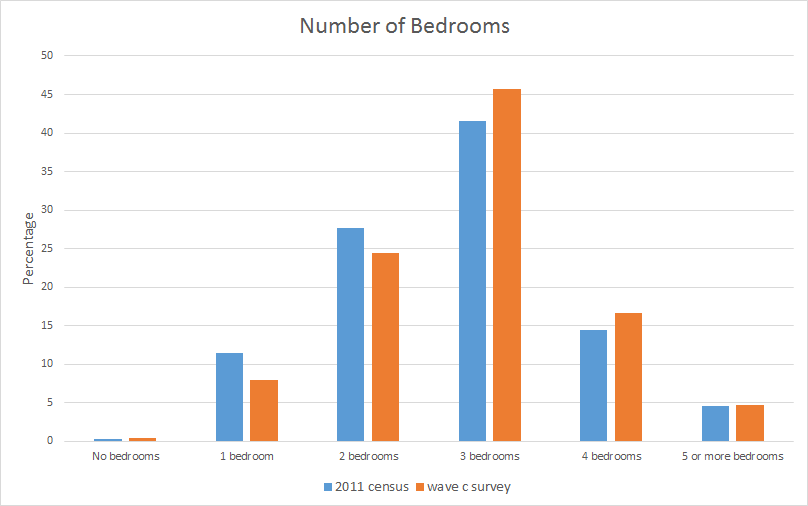 Number of Bedrooms
50
45
40
35
30
25
20
15
10
5
0
Percentage
No bedrooms
1 bedroom
2 bedrooms
3 bedrooms
4 bedrooms
5 or more bedrooms
2011 census
wave c survey